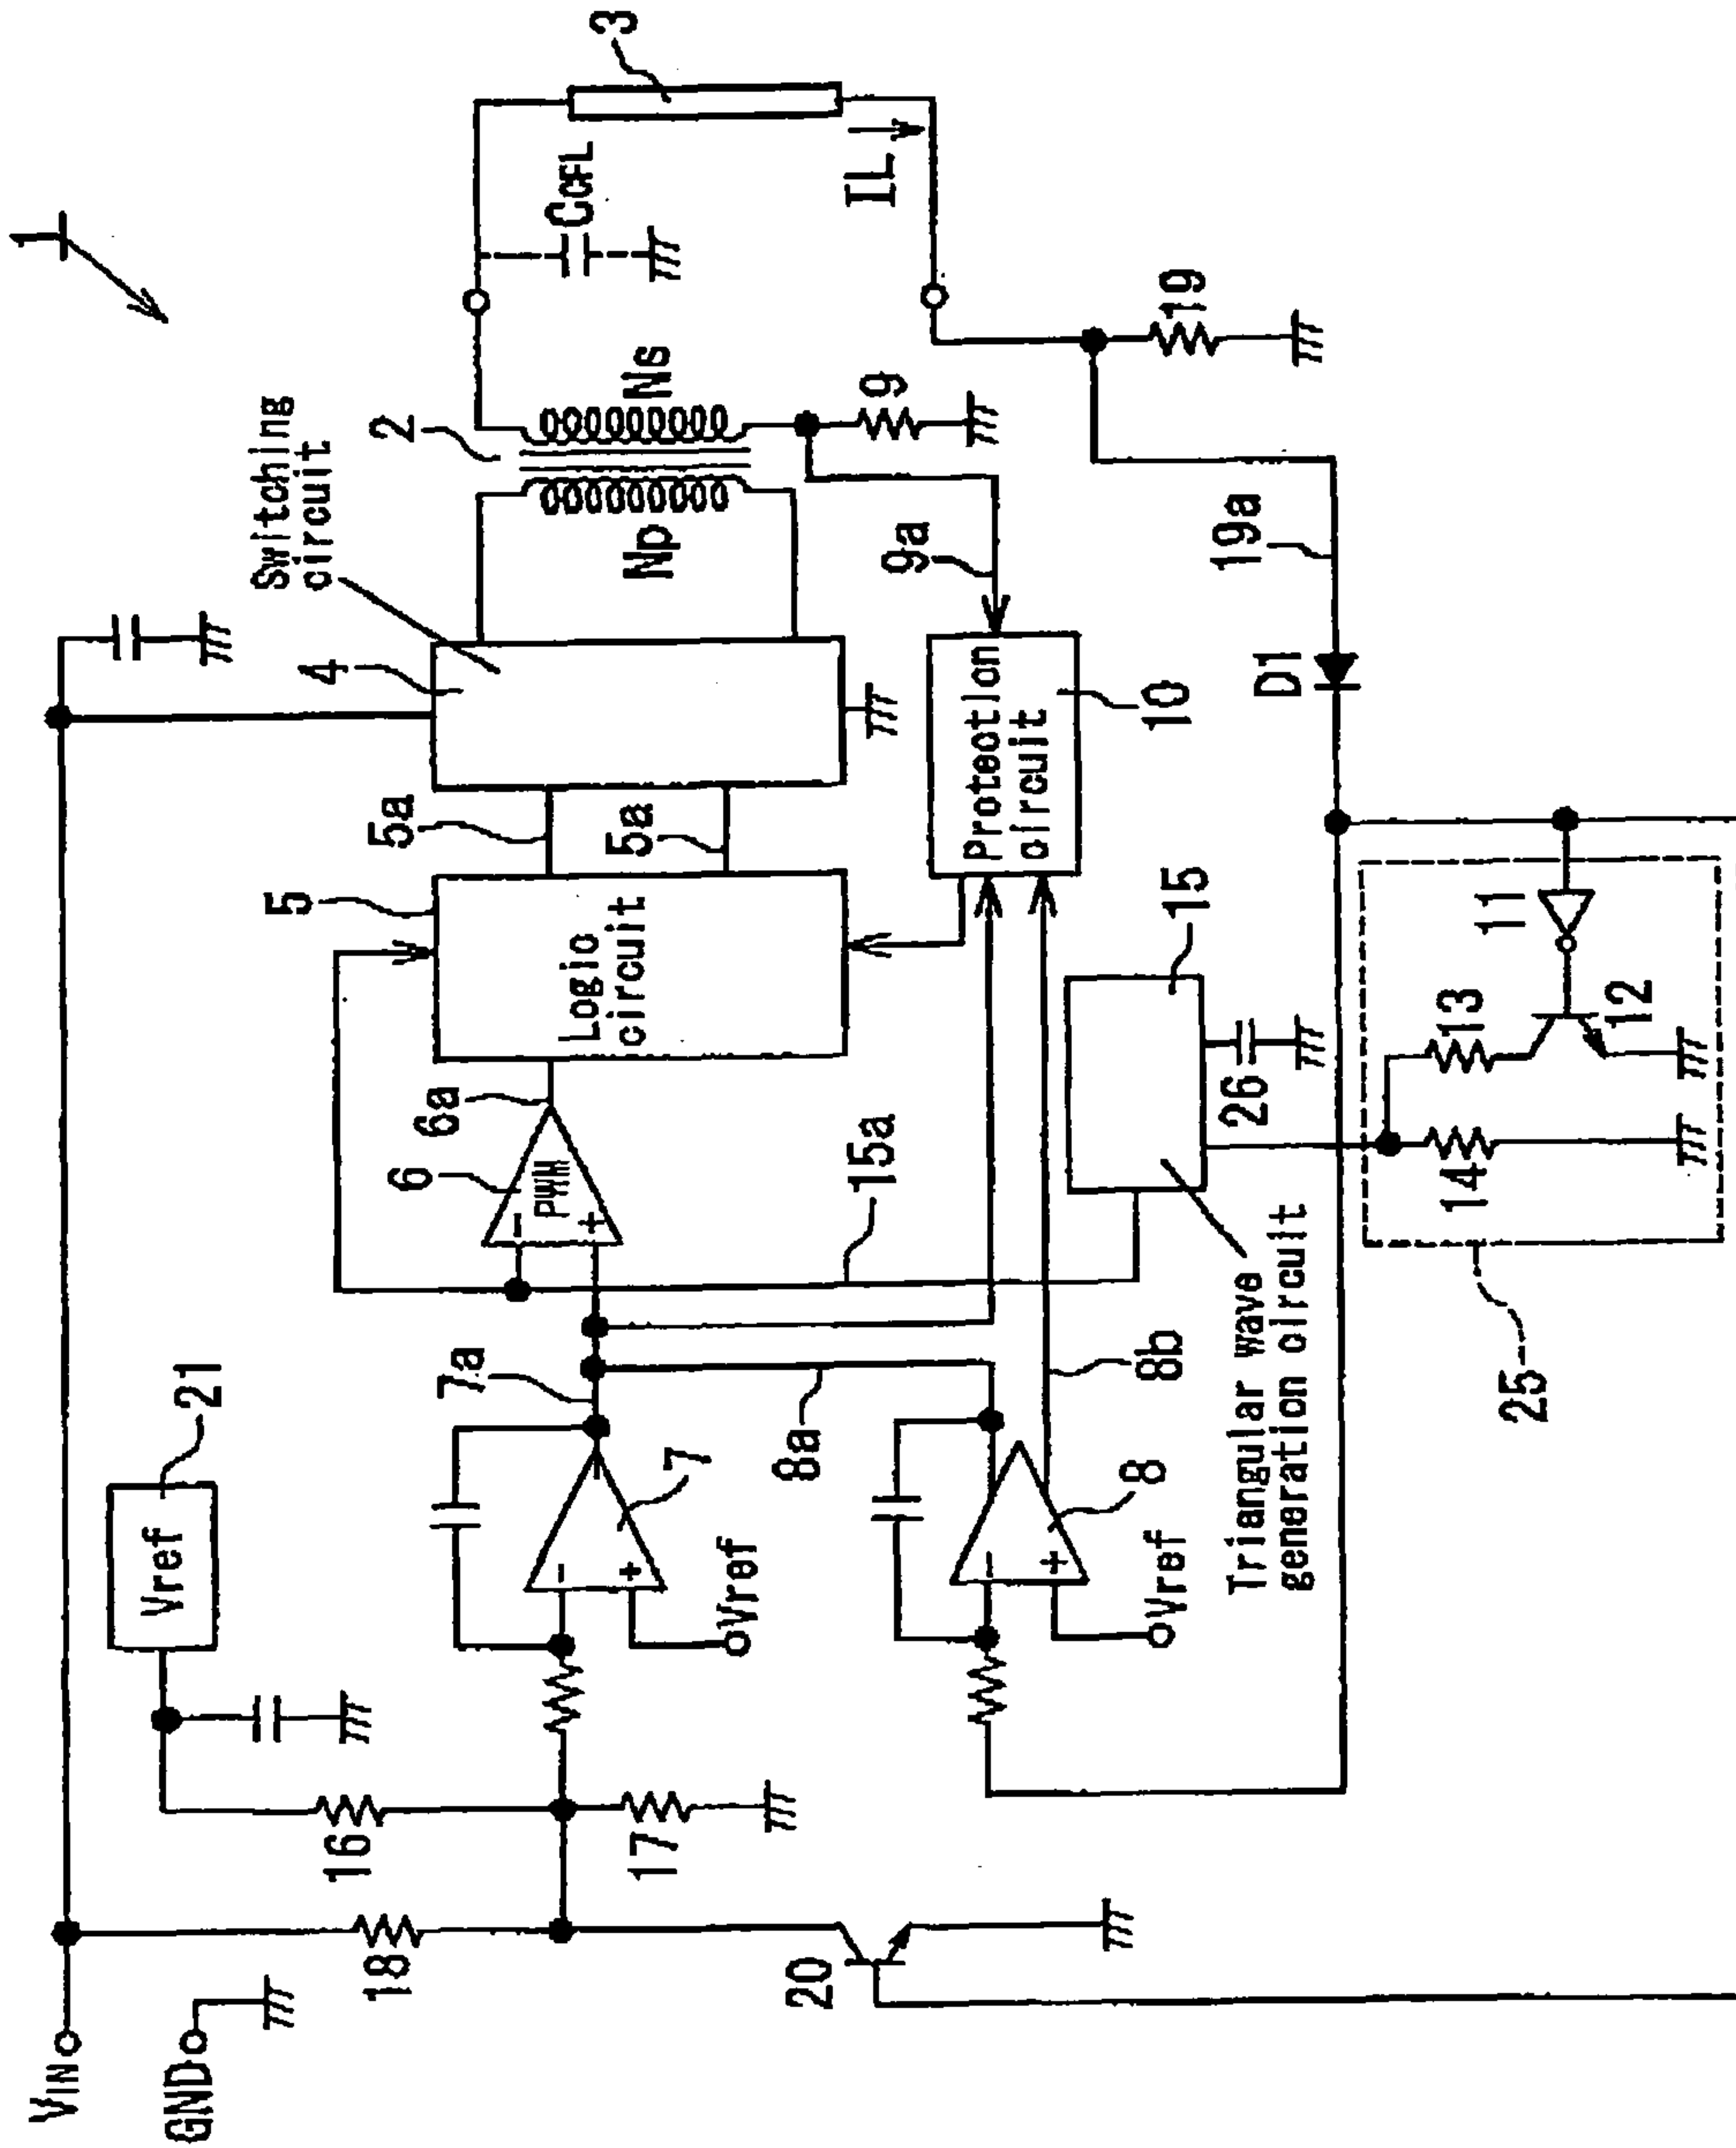 1
VIN
GND
18
16
17
20
Vref
21
7a
7
Vref
8a
8b
8
Vref
6
PWM
6a
15a
5
Logic
circuit
5a
5a
4
Switching
circuit
2
Np
Ns
CCFL
3
IL
9
9a
19
19a
D1
Protection
circuit
10
15
26
Triangular wave
generation circuit
11
12
13
14
25
-
+
-
+
-
+